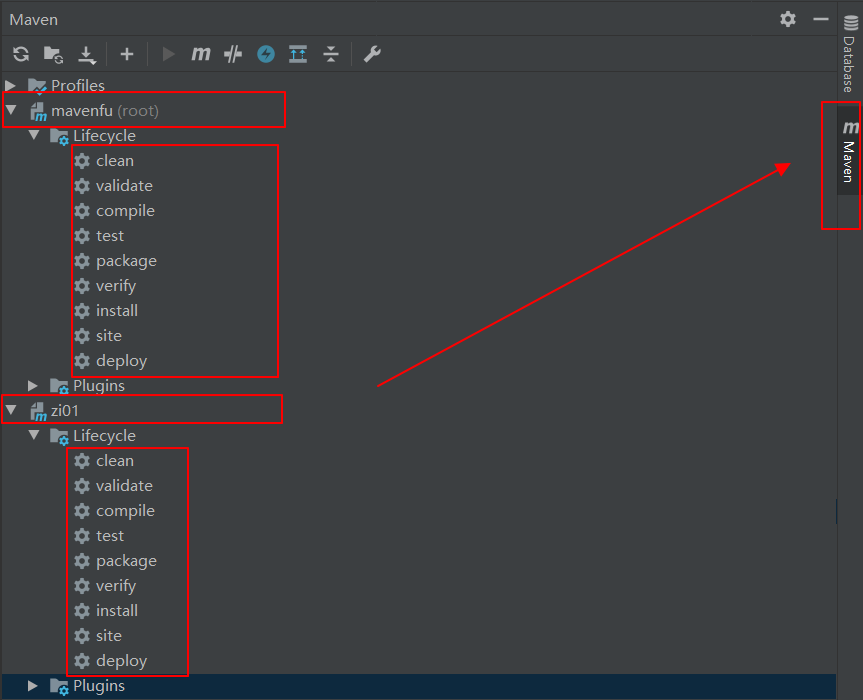 Maven
Profiles
mavenfu (root)
Lifecycle
clean
validate
compile
test
package
verify
install
site
deploy
Plugins
zi01
Lifecycle
clean
validate
compile
test
package
verify
install
site
deploy
Plugins
Database
Maven